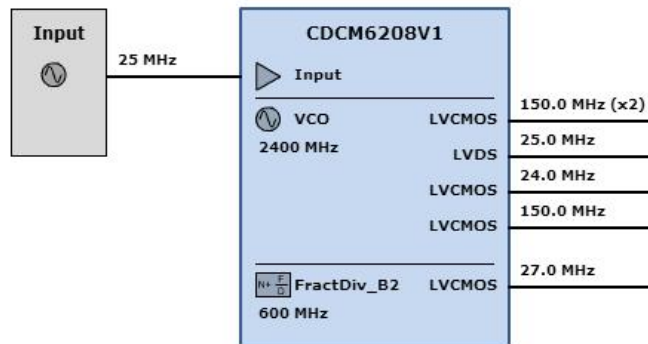 Input
25 MHz
CDCM6208V1
Input
VCO
2400 MHz
LVCMOS
150.0 MHz (x2)
LVDS
25.0 MHz
LVCMOS
24.0 MHz
LVCMOS
150.0 MHz
N+ F/D
FractDiv_B2
600 MHz
LVCMOS
27.0 MHz